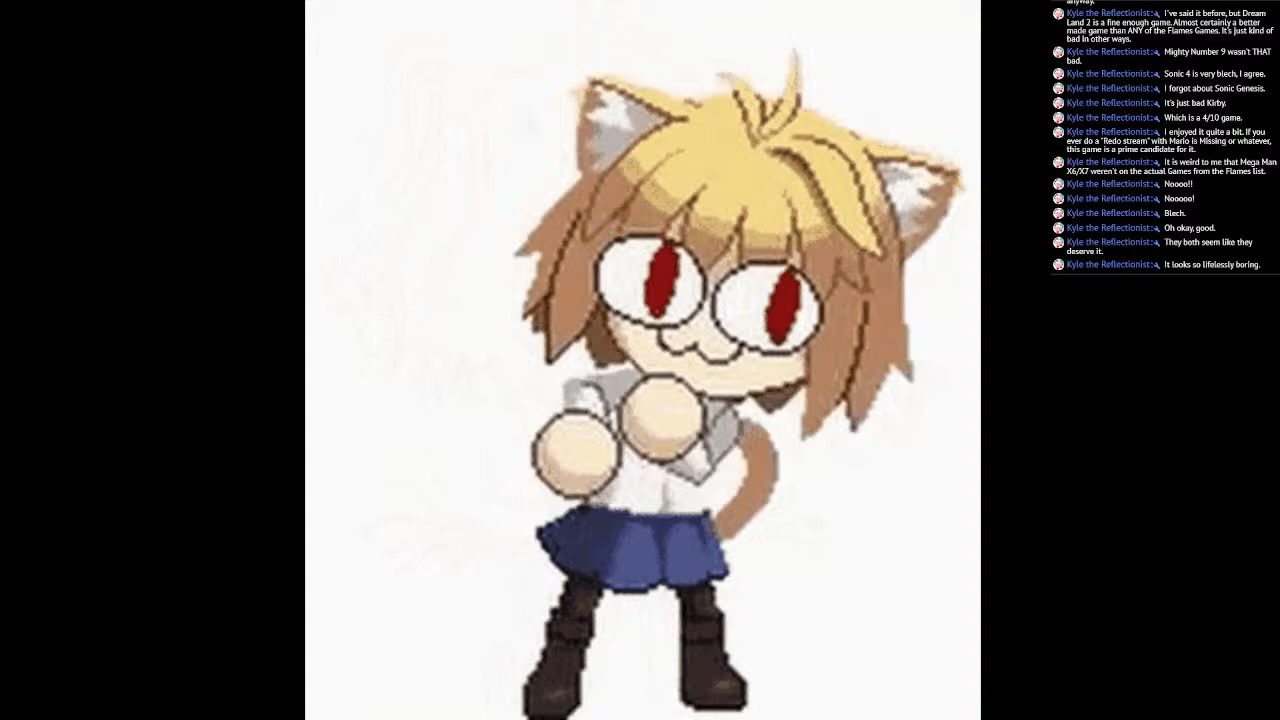 anyway.
Kyle the Reflectionist: I've said it before, but Dream
Land 2 is a fine enough game. Almost certainly a better
made game than ANY of the Flames Games. It's just kind of
bad in other ways.
Kyle the Reflectionist: Mighty Number 9 wasn't THAT
bad.
Kyle the Reflectionist: Sonic 4 is very blech, I agree.
Kyle the Reflectionist: I forgot about Sonic Genesis.
Kyle the Reflectionist: It's just bad Kirby.
Kyle the Reflectionist: Which is a 4/10 game.
Kyle the Reflectionist: I enjoyed it quite a bit. If you
ever do a "Redo stream" with Mario is Missing or whatever,
this game is a prime candidate for it.
Kyle the Reflectionist: It is weird to me that Mega Man
X6/X7 weren't on the actual Games from the Flames list.
Kyle the Reflectionist: Noooo!!
Kyle the Reflectionist: Nooooo!
Kyle the Reflectionist: Blech.
Kyle the Reflectionist: Oh okay, good.
Kyle the Reflectionist: They both seem like they
deserve it.
Kyle the Reflectionist: It looks so lifelessly boring.